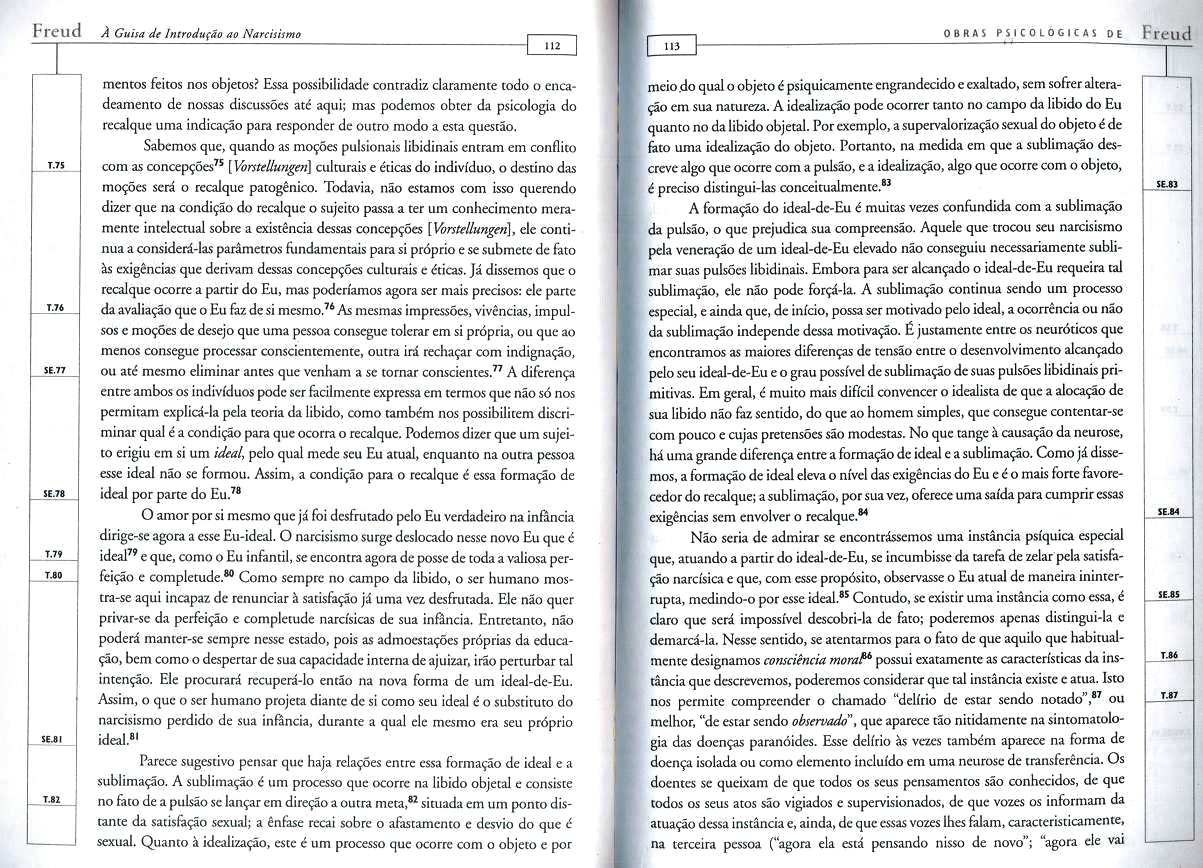 Freud À Guisa de Introdução ao Narcisismo
112
mentos feitos nos objetos? Essa possibilidade contradiz claramente todo o enca-
deamento de nossas discussões até aqui; mas podemos obter da psicologia do
recalque uma indicação para responder de outro modo a esta questão.
Sabemos que, quando as moções pulsionais libidinais entram em conflito
T.75 com as concepções⁷⁵ [Vorstellungen] culturais e éticas do indivíduo, o destino das
moções será o recalque patogênico. Todavia, não estamos com isso querendo
dizer que na condição do recalque o sujeito passa a ter um conhecimento mera-
mente intelectual sobre a existência dessas concepções [Vorstellungen], ele conti-
nua a considerá-las parâmetros fundamentais para si próprio e se submete de fato
às exigências que derivam dessas concepções culturais e éticas. Já dissemos que o
recalque ocorre a partir do Eu, mas poderíamos agora ser mais precisos: ele parte
T.76 da avaliação que o Eu faz de si mesmo.⁷⁶ As mesmas impressões, vivências, impul-
sos e moções de desejo que uma pessoa consegue tolerar em si própria, ou que ao
menos consegue processar conscientemente, outra irá rechaçar com indignação,
SE.77 ou até mesmo eliminar antes que venham a se tornar conscientes.⁷⁷ A diferença
entre ambos os indivíduos pode ser facilmente expressa em termos que não só nos
permitam explicá-la pela teoria da libido, como também nos possibilitem discri-
minar qual é a condição para que ocorra o recalque. Podemos dizer que um sujei-
to erigiu em si um ideal, pelo qual mede seu Eu atual, enquanto na outra pessoa
esse ideal não se formou. Assim, a condição para o recalque é essa formação de
SE.78 ideal por parte do Eu.⁷⁸
O amor por si mesmo que já foi desfrutado pelo Eu verdadeiro na infância
dirige-se agora a esse Eu-ideal. O narcisismo surge deslocado nesse novo Eu que é
T.79 ideal⁷⁹ e que, como o Eu infantil, se encontra agora de posse de toda a valiosa per-
T.80 feição e completude.⁸⁰ Como sempre no campo da libido, o ser humano mos-
tra-se aqui incapaz de renunciar à satisfação já uma vez desfrutada. Ele não quer
privar-se da perfeição e completude narcísicas de sua infância. Entretanto, não
poderá manter-se sempre nesse estado, pois as admoestações próprias da educa-
ção, bem como o despertar de sua capacidade interna de ajuizar, irão perturbar tal
intenção. Ele procurará recuperá-lo então na nova forma de um ideal-de-Eu.
Assim, o que o ser humano projeta diante de si como seu ideal é o substituto do
narcisismo perdido de sua infância, durante a qual ele mesmo era seu próprio
SE.81 ideal.⁸¹
Parece sugestivo pensar que haja relações entre essa formação de ideal e a
sublimação. A sublimação é um processo que ocorre na libido objetal e consiste
T.82 no fato de a pulsão se lançar em direção a outra meta,⁸² situada em um ponto dis-
tante da satisfação sexual; a ênfase recai sobre o afastamento e desvio do que é
sexual. Quanto à idealização, este é um processo que ocorre com o objeto e por
113
OBRAS PSICOLÓGICAS DE Freud
meio do qual o objeto é psiquicamente engrandecido e exaltado, sem sofrer altera-
ção em sua natureza. A idealização pode ocorrer tanto no campo da libido do Eu
quanto no da libido objetal. Por exemplo, a supervalorização sexual do objeto é de
fato uma idealização do objeto. Portanto, na medida em que a sublimação des-
creve algo que ocorre com a pulsão, e a idealização, algo que ocorre com o objeto,
é preciso distingui-las conceitualmente.⁸³ SE.83
A formação do ideal-de-Eu é muitas vezes confundida com a sublimação
da pulsão, o que prejudica sua compreensão. Aquele que trocou seu narcisismo
pela veneração de um ideal-de-Eu elevado não conseguiu necessariamente subli-
mar suas pulsões libidinais. Embora para ser alcançado o ideal-de-Eu requeira tal
sublimação, ele não pode forçá-la. A sublimação continua sendo um processo
especial, e ainda que, de início, possa ser motivado pelo ideal, a ocorrência ou não
da sublimação independe dessa motivação. É justamente entre os neuróticos que
encontramos as maiores diferenças de tensão entre o desenvolvimento alcançado
pelo seu ideal-de-Eu e o grau possível de sublimação de suas pulsões libidinais pri-
mitivas. Em geral, é muito mais difícil convencer o idealista de que a alocação de
sua libido não faz sentido, do que ao homem simples, que consegue contentar-se
com pouco e cujas pretensões são modestas. No que tange à causação da neurose,
há uma grande diferença entre a formação de ideal e a sublimação. Como já disse-
mos, a formação de ideal eleva o nível das exigências do Eu e é o mais forte favore-
cedor do recalque; a sublimação, por sua vez, oferece uma saída para cumprir essas
exigências sem envolver o recalque.⁸⁴ SE.84
Não seria de admirar se encontrássemos uma instância psíquica especial
que, atuando a partir do ideal-de-Eu, se incumbisse da tarefa de zelar pela satisfa-
ção narcísica e que, com esse propósito, observasse o Eu atual de maneira ininter-
rupta, medindo-o por esse ideal.⁸⁵ Contudo, se existir uma instância como essa, é SE.85
claro que será impossível descobri-la de fato; poderemos apenas distingui-la e
demarcá-la. Nesse sentido, se atentarmos para o fato de que aquilo que habitual-
mente designamos consciência moral⁸⁶ possui exatamente as características da ins- T.86
tância que descrevemos, poderemos considerar que tal instância existe e atua. Isto
nos permite compreender o chamado “delírio de estar sendo notado”,⁸⁷ ou T.87
melhor, “de estar sendo observado”, que aparece tão nitidamente na sintomatolo-
gia das doenças paranóides. Esse delírio às vezes também aparece na forma de
doença isolada ou como elemento incluído em uma neurose de transferência. Os
doentes se queixam de que todos os seus pensamentos são conhecidos, de que
todos os seus atos são vigiados e supervisionados, de que vozes os informam da
atuação dessa instância e, ainda, de que essas vozes lhes falam, caracteristicamente,
na terceira pessoa (“agora ela está pensando nisso de novo”; “agora ele vai